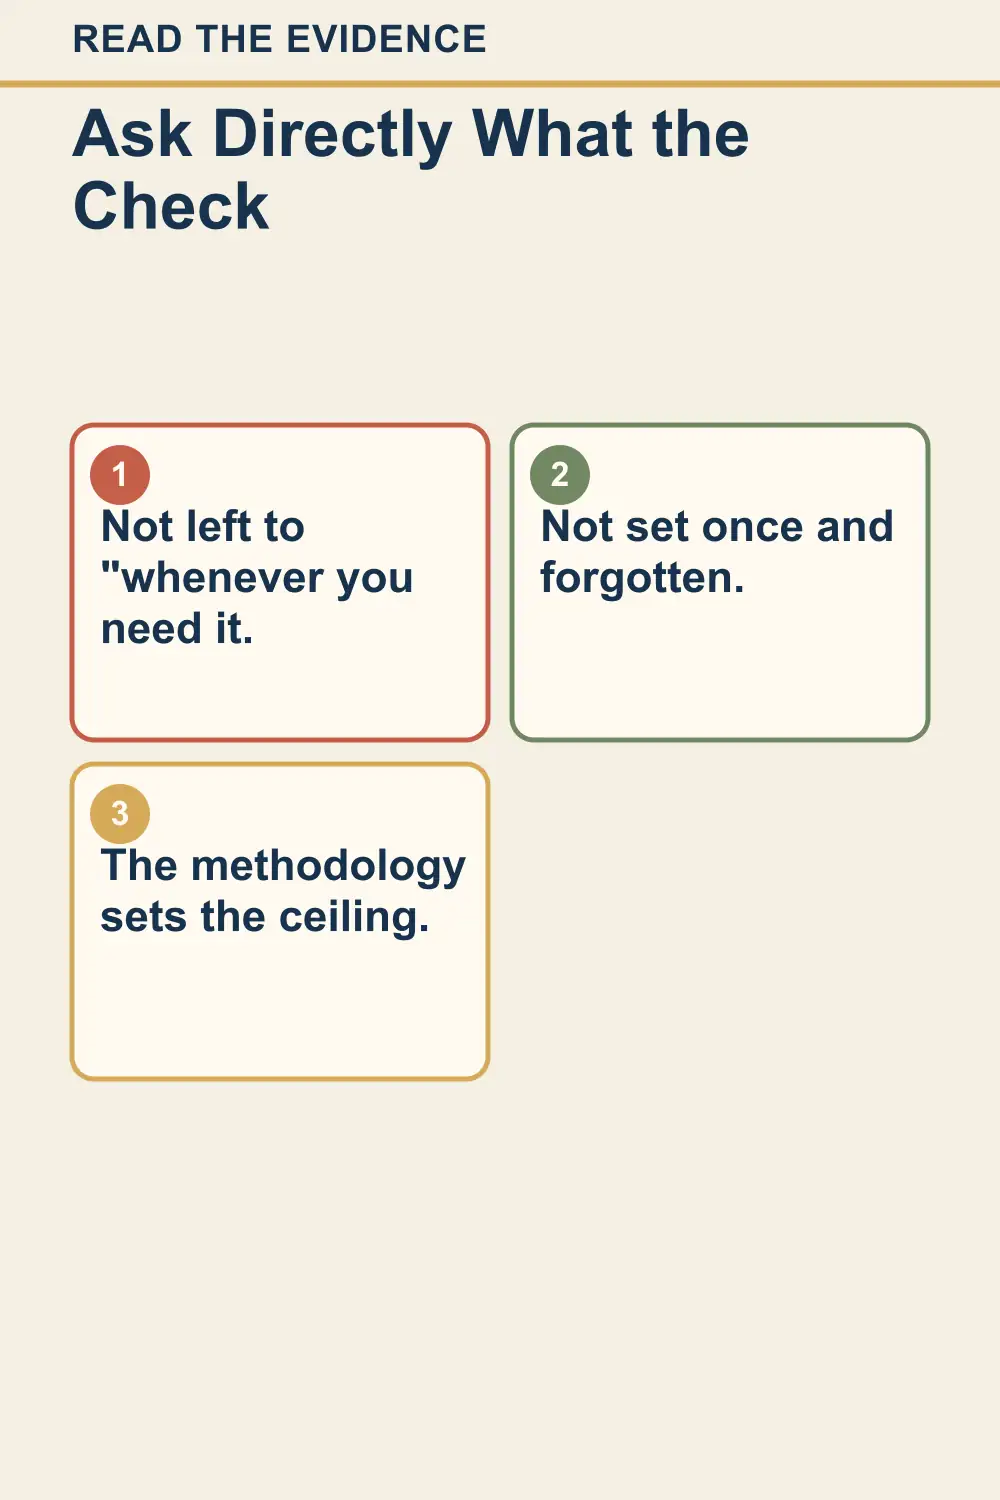 READ THE EVIDENCE
Ask Directly What the
Check
1
Not left to
"whenever you
need it.
2
Not set once and
forgotten.
3
The methodology
sets the ceiling.